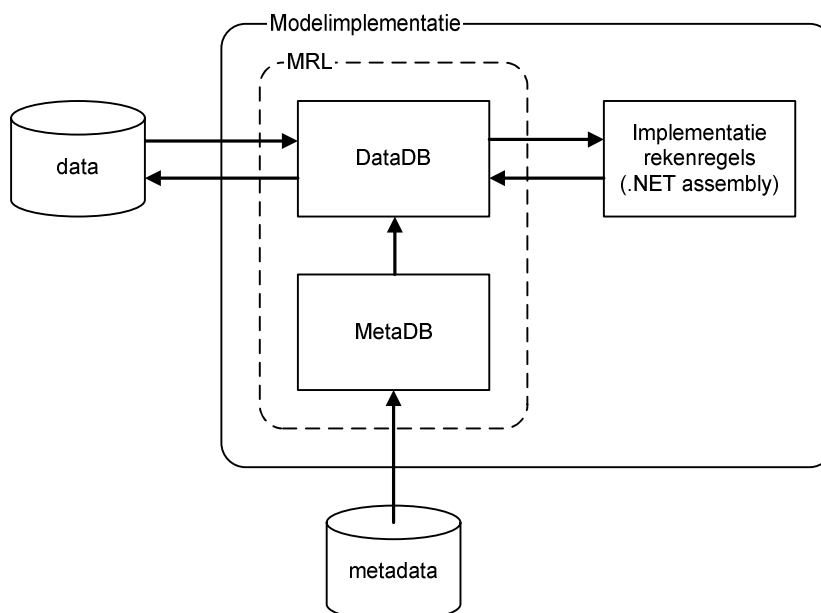 Modelimplementatie
MRL
data
DataDB
Implementatie
rekenregels
(.NET assembly)
MetaDB
metadata